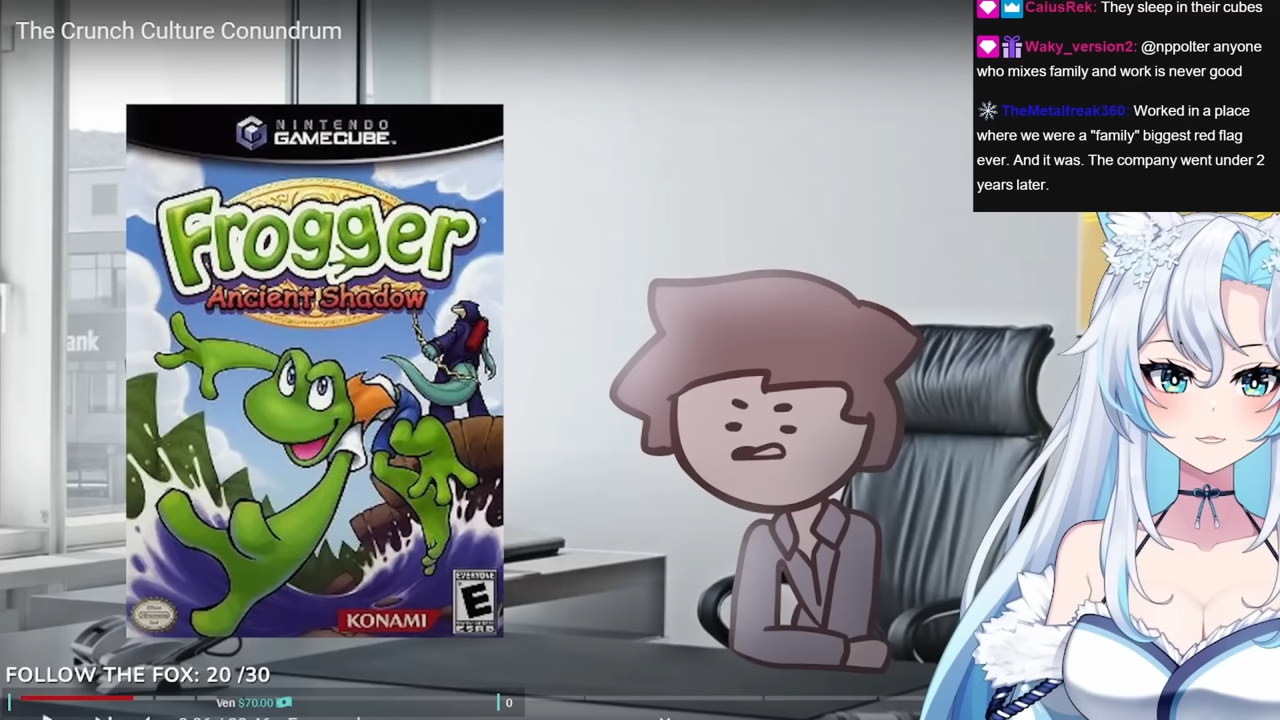 The Crunch Culture Conundrum
CaiusRek: They sleep in their cubes
Waky_version2: @nppolter anyone
who mixes family and work is never good
TheMetalfreak360: Worked in a place
where we were a "family" biggest red flag
ever. And it was. The company went under 2
years later.
NINTENDO
GAMECUBE™
Frogger
Ancient Shadow
ank
EVERYONE
E
ESRB
KONAMI
FOLLOW THE FOX: 20 /30
Ven $70.00
0